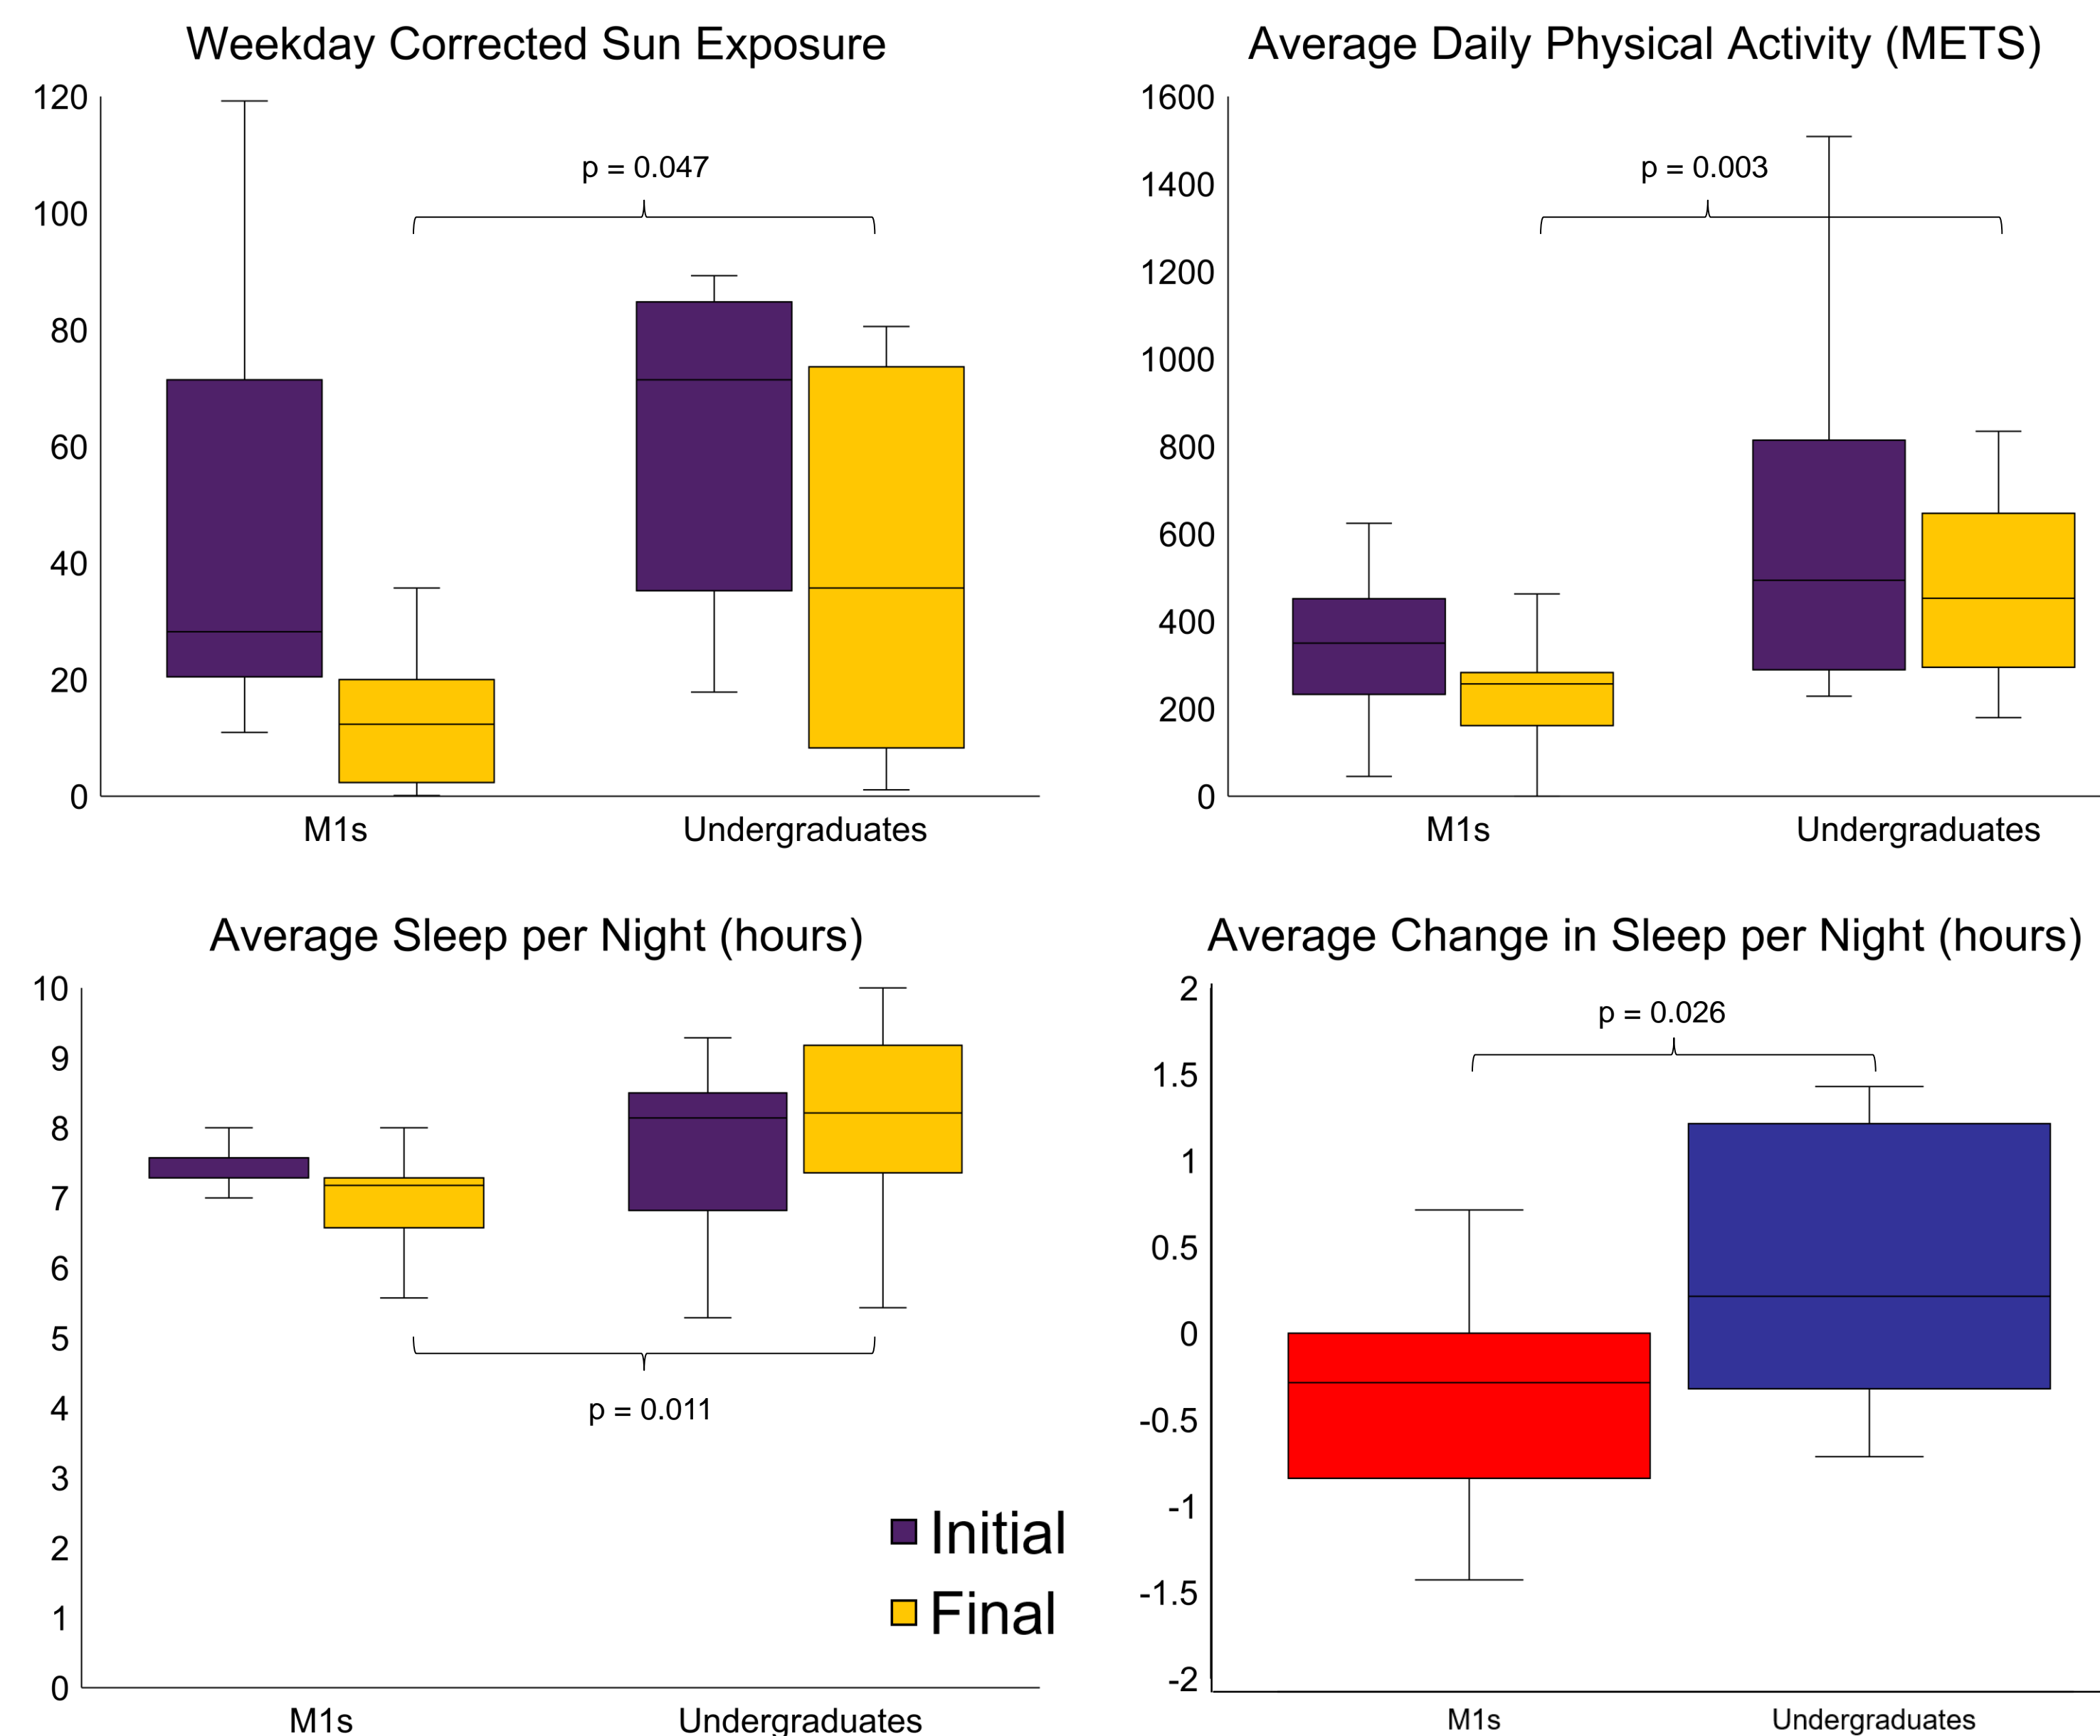 Weekday Corrected Sun Exposure
120
100
80
60
40
20
0
p = 0.047
M1s Undergraduates
Average Daily Physical Activity (METS)
1600
1400
1200
1000
800
600
400
200
0
p = 0.003
M1s Undergraduates
Average Sleep per Night (hours)
10
9
8
7
6
5
4
3
2
1
0
p = 0.011
Initial
Final
M1s Undergraduates
Average Change in Sleep per Night (hours)
2
1.5
1
0.5
0
-0.5
-1
-1.5
-2
p = 0.026
M1s Undergraduates